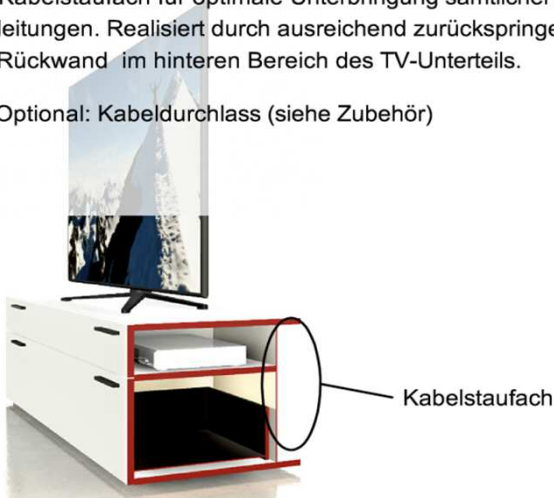 Kabelstaufach für optimale Unterbringung sämtlicher
leitungen. Realisiert durch ausreichend zurückspringe
Rückwand im hinteren Bereich des TV-Unterteils.
Optional: Kabeldurchlass (siehe Zubehör)
Kabelstaufach